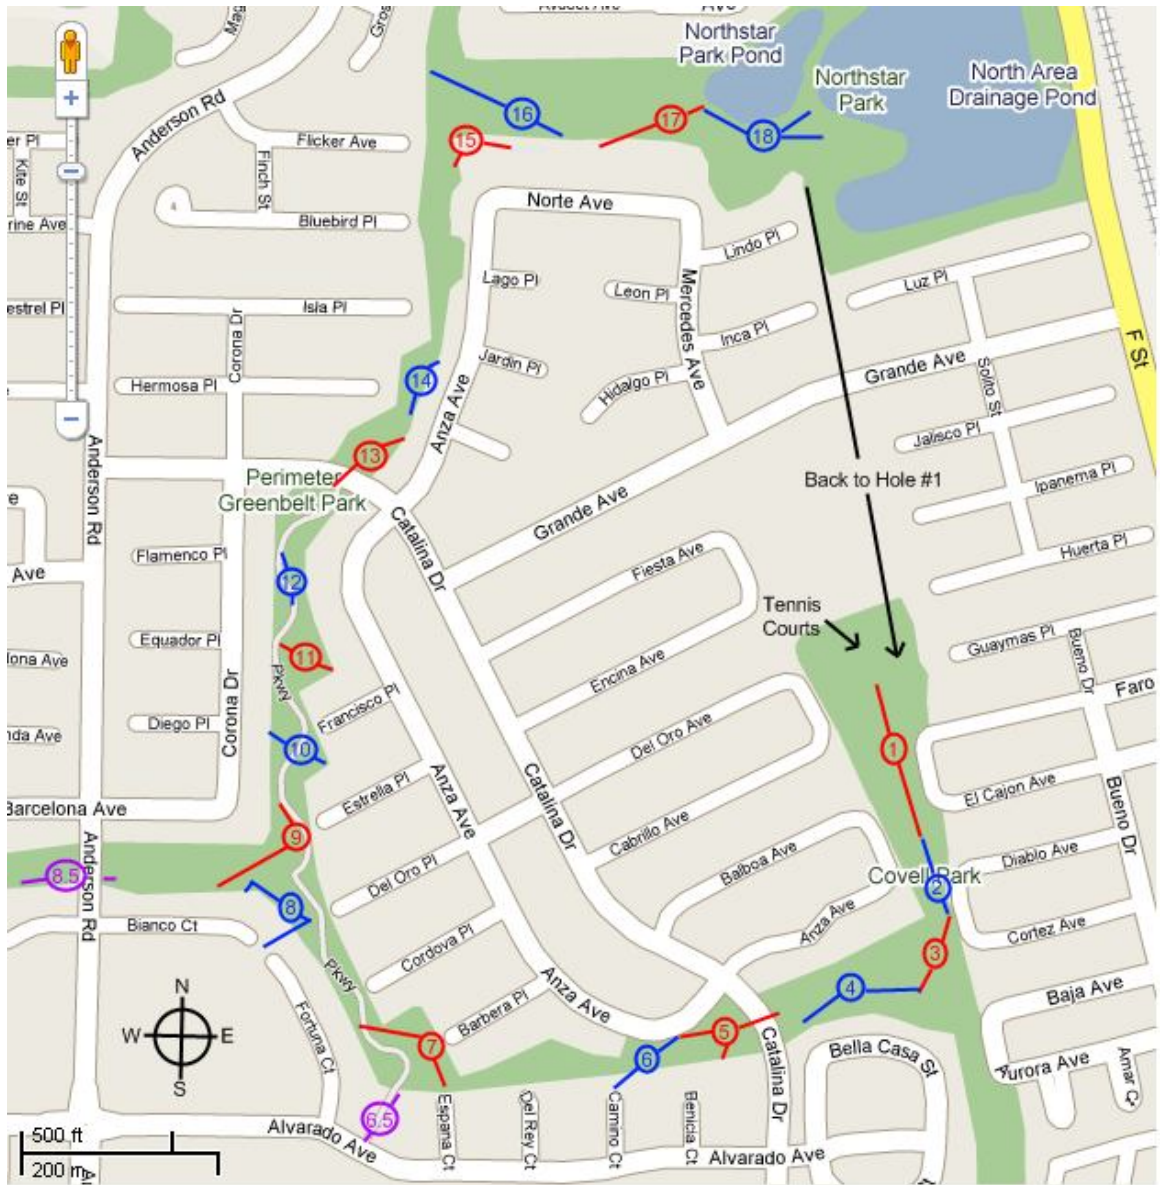 Northstar
Park Pond
Northstar
Park
North Area
Drainage Pond
Anderson Rd
16
17
18
15
Flicker Ave
Kite St
Finch St
Bluebird Pl
Norte Ave
Lindo Pl
Lago Pl
Leon Pl
Mercedes Ave
Luz Pl
Isla Pl
Inca Pl
Corona Dr
Grande Ave
F St
Jardin Pl
14
Hermosa Pl
Hidalgo Pl
Solito St
Anza Ave
Jalisco Pl
13
Anderson Rd
Perimeter
Greenbelt Park
Back to Hole #1
Ipanema Pl
Grande Ave
Catalina Dr
Huerta Pl
Flamenco Pl
Ave
12
Fiesta Ave
Tennis
Courts
Equador Pl
Guaymas Pl
Bueno Dr
11
Encina Ave
Pkwy
Faro
Corona Dr
Diego Pl
Francisco Pl
10
Del Oro Ave
1
Estrella Pl
Anza Ave
Catalina Dr
El Cajon Ave
Bueno Dr
Barcelona Ave
9
Cabrillo Ave
Anderson Rd
8.5
Del Oro Pl
Balboa Ave
Diablo Ave
Covell Park
2
8
Bianco Ct
Anza Ave
Cortez Ave
Cordova Pl
3
Pkwy
4
N
W
E
S
Anza Ave
Baja Ave
Fortuna Ct
Barbera Pl
7
5
6
Catalina Dr
Bella Casa St
Amar C
6.5
Espana Ct
Del Rey Ct
Camino Ct
Benicia Ct
Alvarado Ave
Alvarado Ave
500 ft
200 m